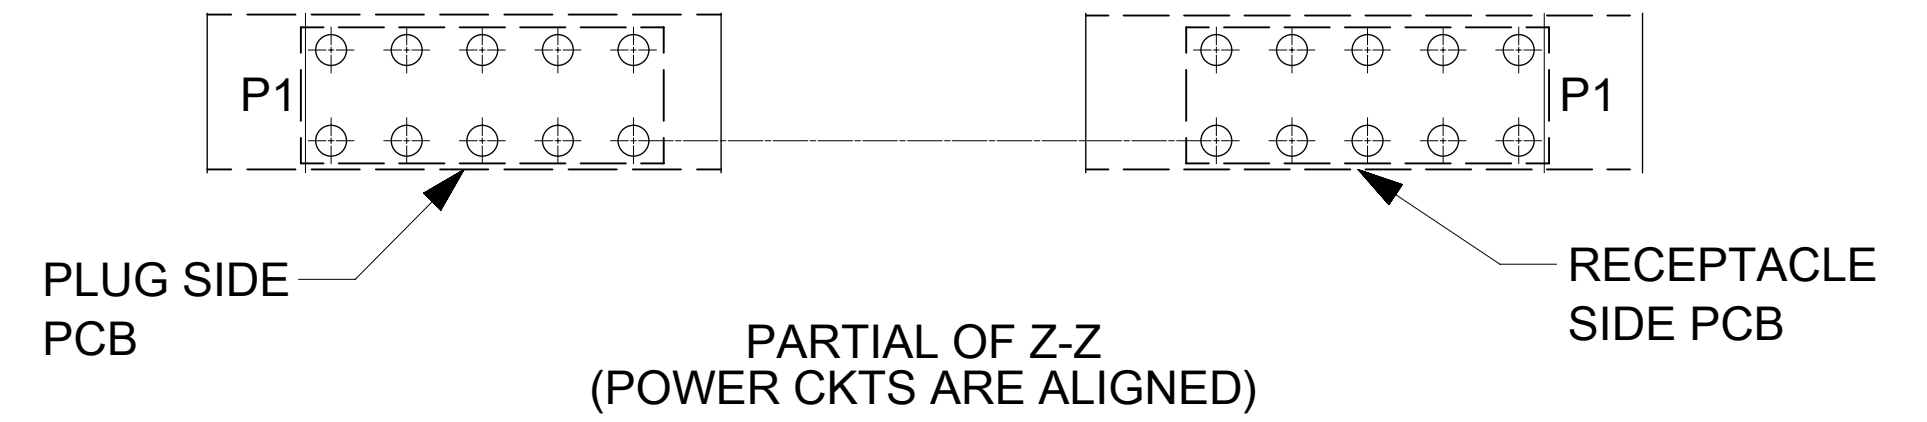 P1
P1
PLUG SIDE
PCB
RECEPTACLE
SIDE PCB
PARTIAL OF Z-Z
(POWER CKTS ARE ALIGNED)